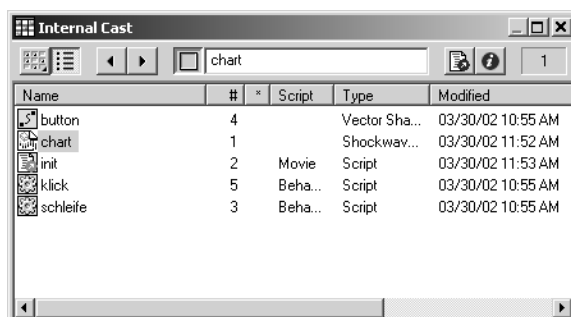 Internal Cast
chart
1
Name # * Script Type Modified
button 4 Vector Sha... 03/30/02 10:55 AM
chart 1 Shockwav... 03/30/02 11:52 AM
init 2 Movie Script 03/30/02 11:53 AM
klick 5 Beha... Script 03/30/02 10:55 AM
schleife 3 Beha... Script 03/30/02 10:55 AM